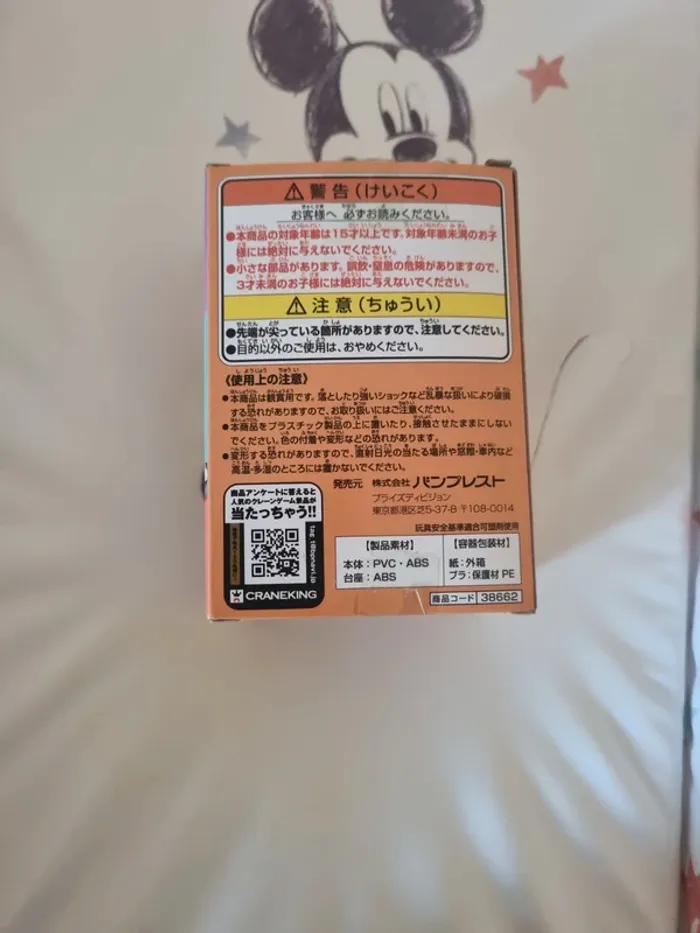 ⚠ 警告(けいこく)
お客様へ 必ずお読みください。
●本商品の対象年齢は15才以上です。対象年齢未満のお子
様には絶対に与えないでください。
●小さな部品があります。誤飲・窒息の危険がありますので、
3才未満のお子様には絶対に与えないでください。
⚠ 注意(ちゅうい)
●先端が尖っている箇所がありますので、注意してください。
●目的以外のご使用は、おやめください。
《使用上の注意》
●本商品は観賞用です。落としたり強いショックなど乱暴な扱いにより破損
する恐れがありますので、お取り扱いにはご注意ください。
●本商品をプラスチック製品の上に置いたり、接触させたままにしない
でください。色の付着や変形などの恐れがあります。
●変形する恐れがありますので、直射日光の当たる場所や窓際・車内など
高温・多湿のところには置かないでください。
発売元 株式会社 バンプレスト
プライズディビジョン
東京都港区芝5-37-8 〒108-0014
玩具安全基準適合可塑剤使用
商品アンケートに答えると
人気のクレーンゲーム景品が
当たっちゃう!!
CRANEKING
【製品素材】
本体:PVC・ABS
台座:ABS
【容器包装材】
紙:外箱
プラ:保護材 PE
商品コード 38662